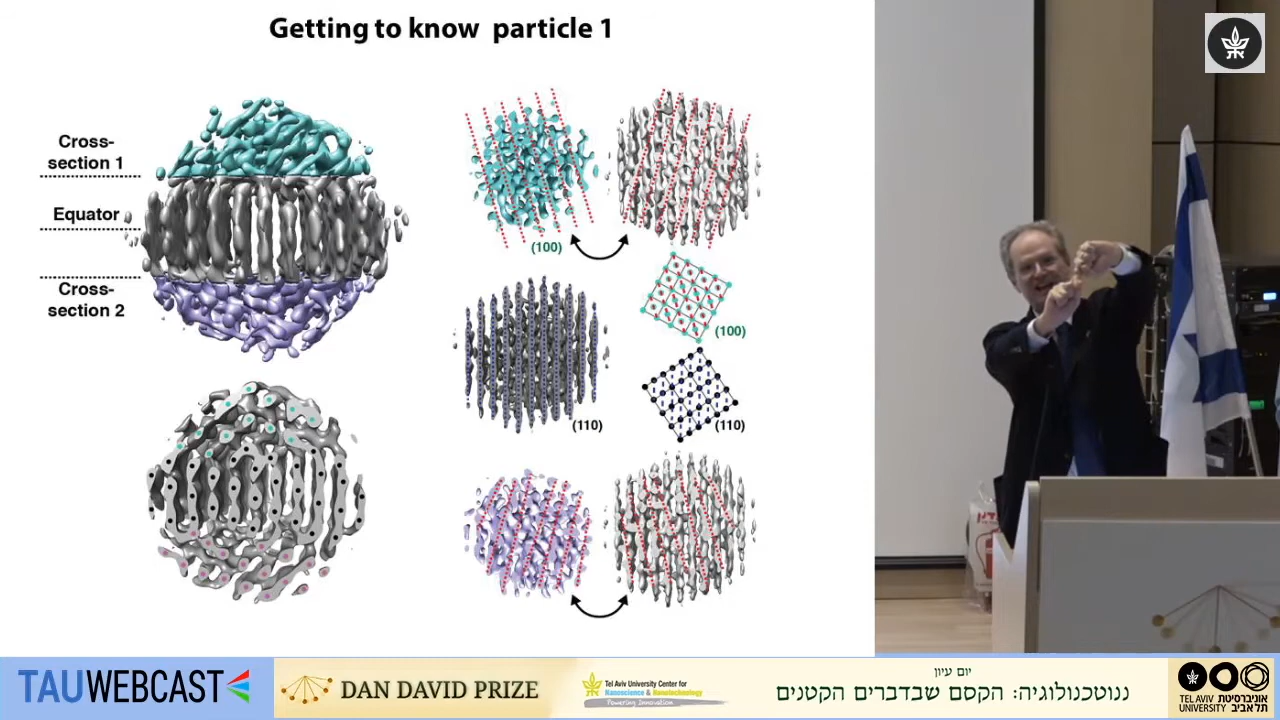 Getting to know particle 1
Cross-
section 1
Equator
Cross-
section 2
(100)
(100)
(110)
(110)
TAUWEBCAST
DAN DAVID PRIZE
Tel Aviv University Center for
Nanoscience & Nanotechnology
Powering Innovation
יום עיון
ננוטכנולוגיה: הקסם שבדברים הקטנים
TEL AVIV אוניברסיטת
UNIVERSITY תל אביב